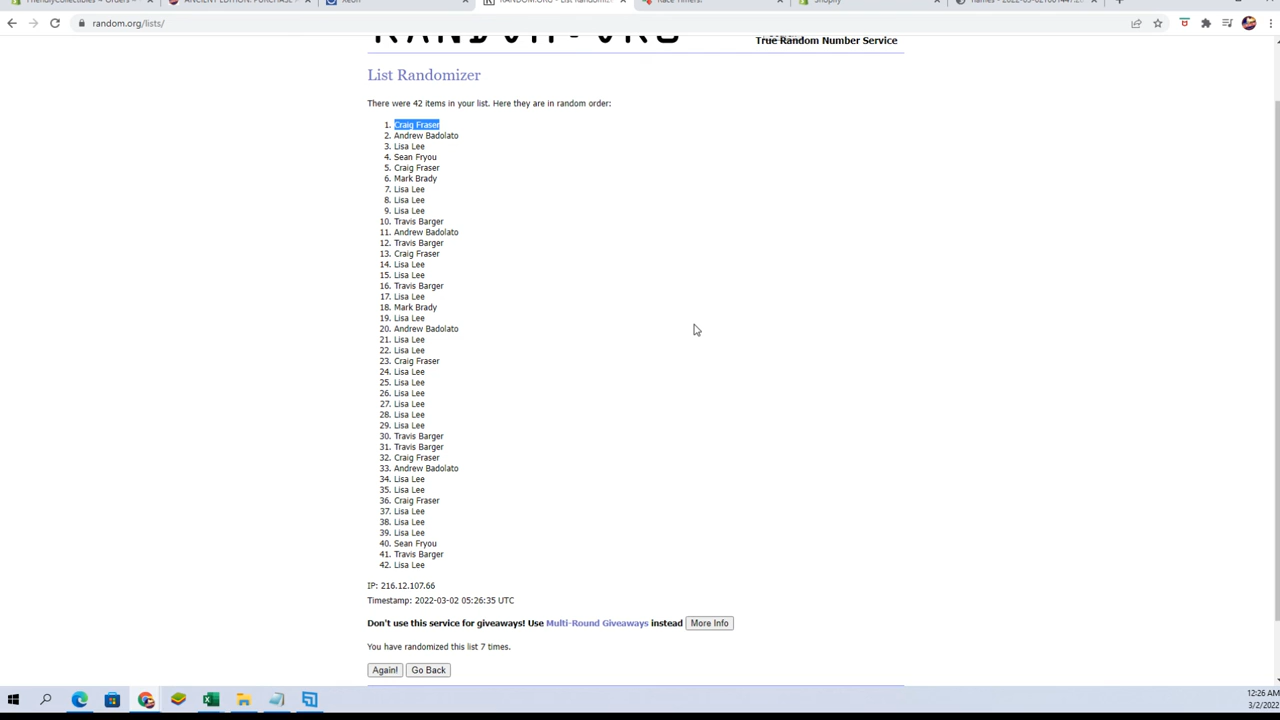 random.org/lists/
True Random Number Service
List Randomizer
There were 42 items in your list. Here they are in random order:
1. Craig Fraser
2. Andrew Badolato
3. Lisa Lee
4. Sean Fryou
5. Craig Fraser
6. Mark Brady
7. Lisa Lee
8. Lisa Lee
9. Lisa Lee
10. Travis Barger
11. Andrew Badolato
12. Travis Barger
13. Craig Fraser
14. Lisa Lee
15. Lisa Lee
16. Travis Barger
17. Lisa Lee
18. Mark Brady
19. Lisa Lee
20. Andrew Badolato
21. Lisa Lee
22. Lisa Lee
23. Craig Fraser
24. Lisa Lee
25. Lisa Lee
26. Lisa Lee
27. Lisa Lee
28. Lisa Lee
29. Lisa Lee
30. Travis Barger
31. Travis Barger
32. Craig Fraser
33. Andrew Badolato
34. Lisa Lee
35. Lisa Lee
36. Craig Fraser
37. Lisa Lee
38. Lisa Lee
39. Lisa Lee
40. Sean Fryou
41. Travis Barger
42. Lisa Lee
IP: 216.12.107.66
Timestamp: 2022-03-02 05:26:35 UTC
Don't use this service for giveaways! Use Multi-Round Giveaways instead More Info
You have randomized this list 7 times.
Again! Go Back
12:26 AM
3/2/2022